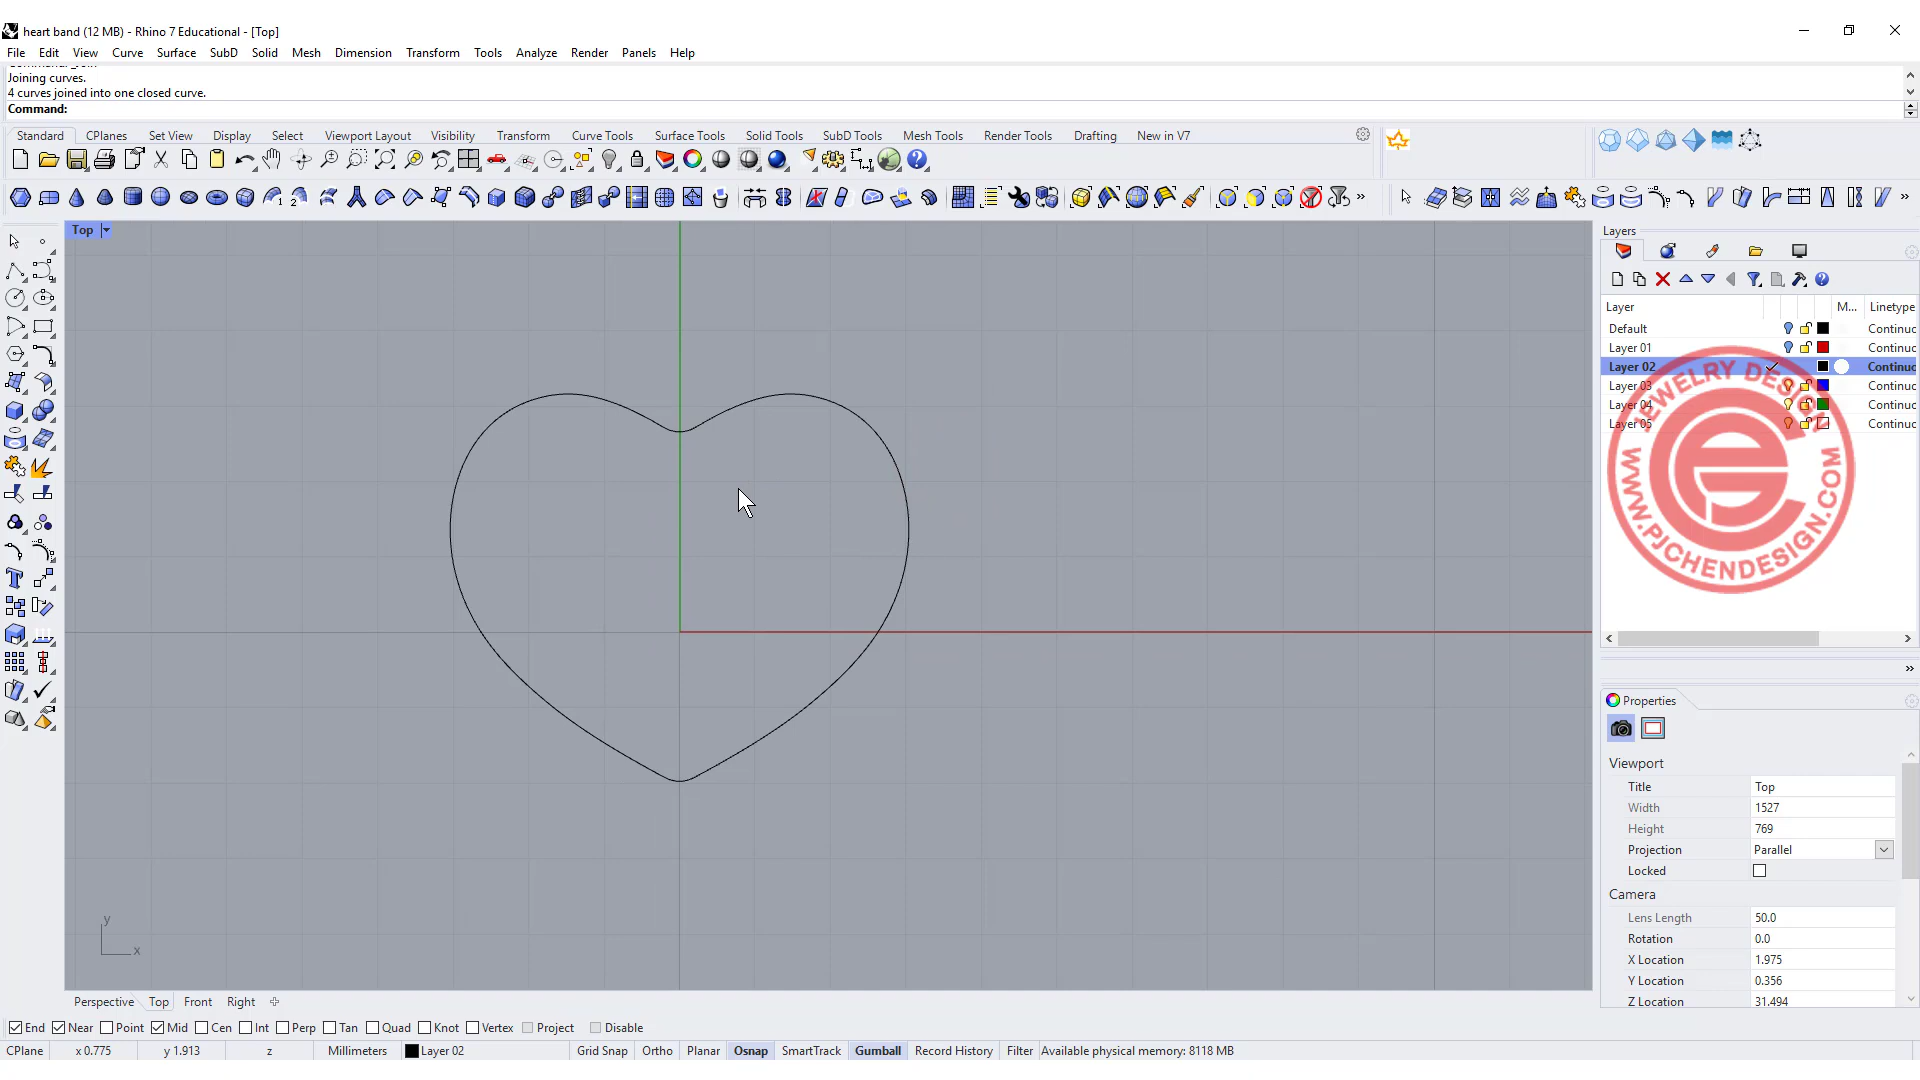 heart band (12 MB) - Rhino 7 Educational - [Top]
File Edit View Curve Surface SubD Solid Mesh Dimension Transform Tools Analyze Render Panels Help
Joining curves.
4 curves joined into one closed curve.
Command:
Standard CPlanes Set View Display Select Viewport Layout Visibility Transform Curve Tools Surface Tools Solid Tools SubD Tools Mesh Tools Render Tools Drafting New in V7
Top
Layers
Layer M... Linetype
Default Continuc
Layer 01 Continuc
Layer 02 Continuc
Layer 03 Continuc
Layer 04 Continuc
Layer 05 Continuc
JEWELRY DESIGN
WWW.PJCHENDESIGN.COM
Properties
Viewport
Title Top
Width 1527
Height 769
Projection Parallel
Locked
Camera
Lens Length 50.0
Rotation 0.0
X Location 1.975
Y Location 0.356
Z Location 31.494
y
x
Perspective Top Front Right
End Near Point Mid Cen Int Perp Tan Quad Knot Vertex Project Disable
CPlane x 0.775 y 1.913 z Millimeters Layer 02 Grid Snap Ortho Planar Osnap SmartTrack Gumball Record History Filter Available physical memory: 8118 MB